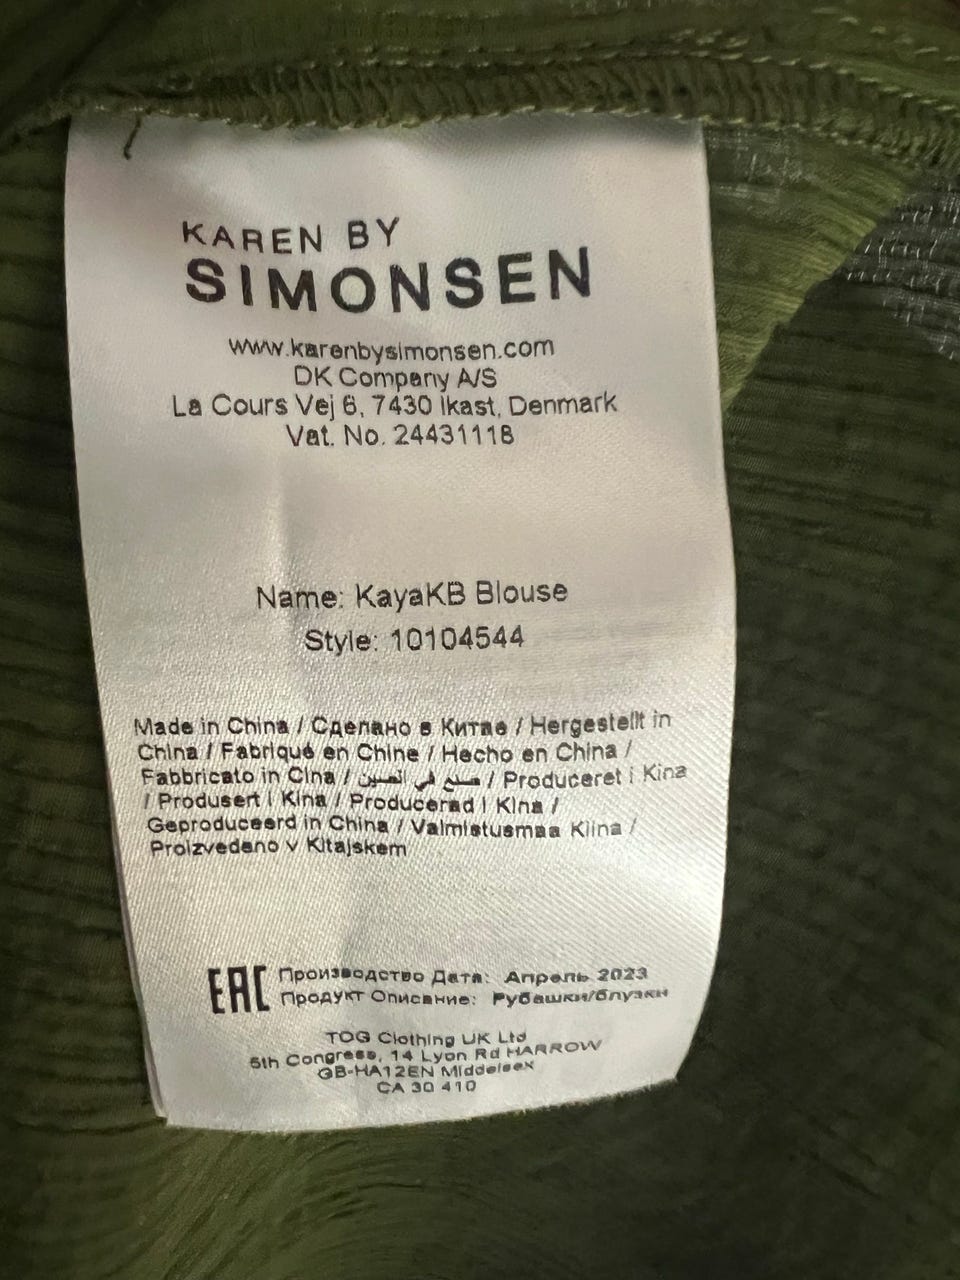 KAREN BY
SIMONSEN
www.karenbysimonsen.com
DK Company A/S
La Cours Vej 6, 7430 Ikast, Denmark
Vat. No. 24431118
Name: KayaKB Blouse
Style: 10104544
Made in China / Сделано в Китае / Hergestellt in
China / Fabriqué en Chine / Hecho en China /
Fabbricato in Cina / صنع في الصين / Produceret i Kina
/ Produsert i Kina / Producerad i Kina /
Geproduceerd in China / Valmistusmaa Kiina /
Proizvedeno v Kitajskem
EAC
Производство Дата: Апрель 2023
Продукт Описание: Рубашки/блузки
TOG Clothing UK Ltd
5th Congress, 14 Lyon Rd HARROW
GB-HA12EN Middelsex
CA 30 410